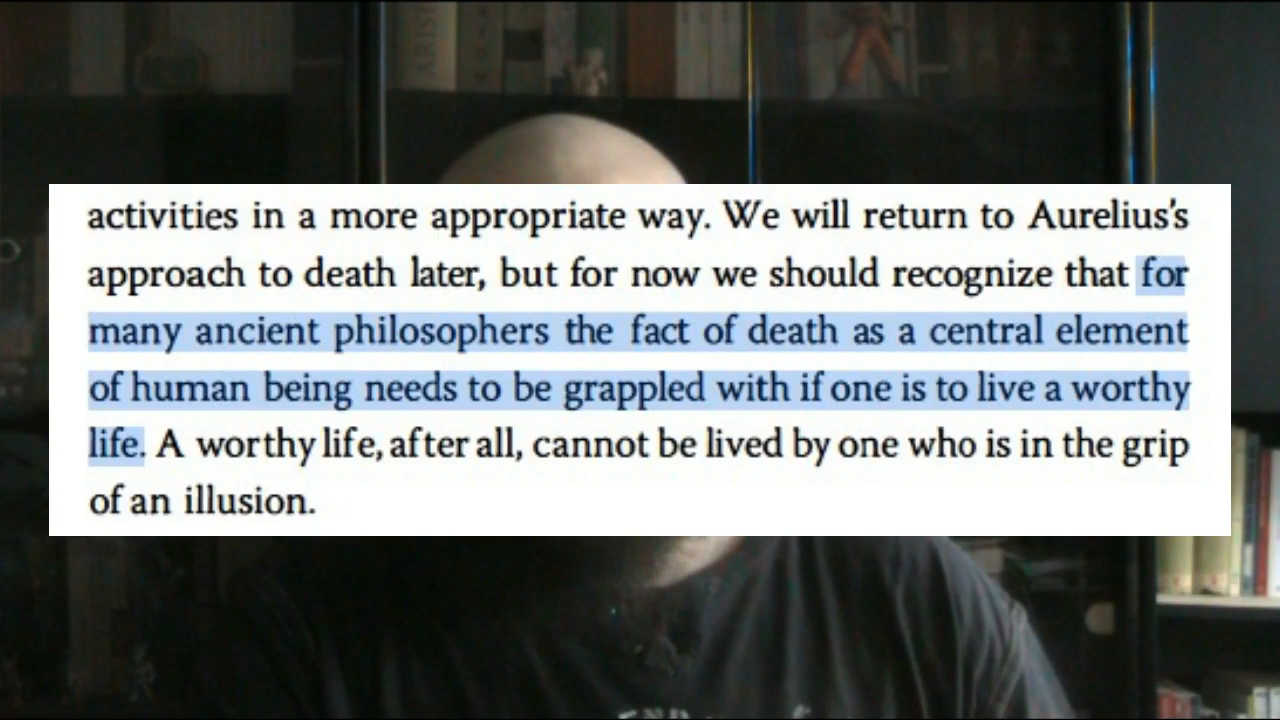 ARIST
activities in a more appropriate way. We will return to Aurelius's
approach to death later, but for now we should recognize that for
many ancient philosophers the fact of death as a central element
of human being needs to be grappled with if one is to live a worthy
life. A worthy life, after all, cannot be lived by one who is in the grip
of an illusion.